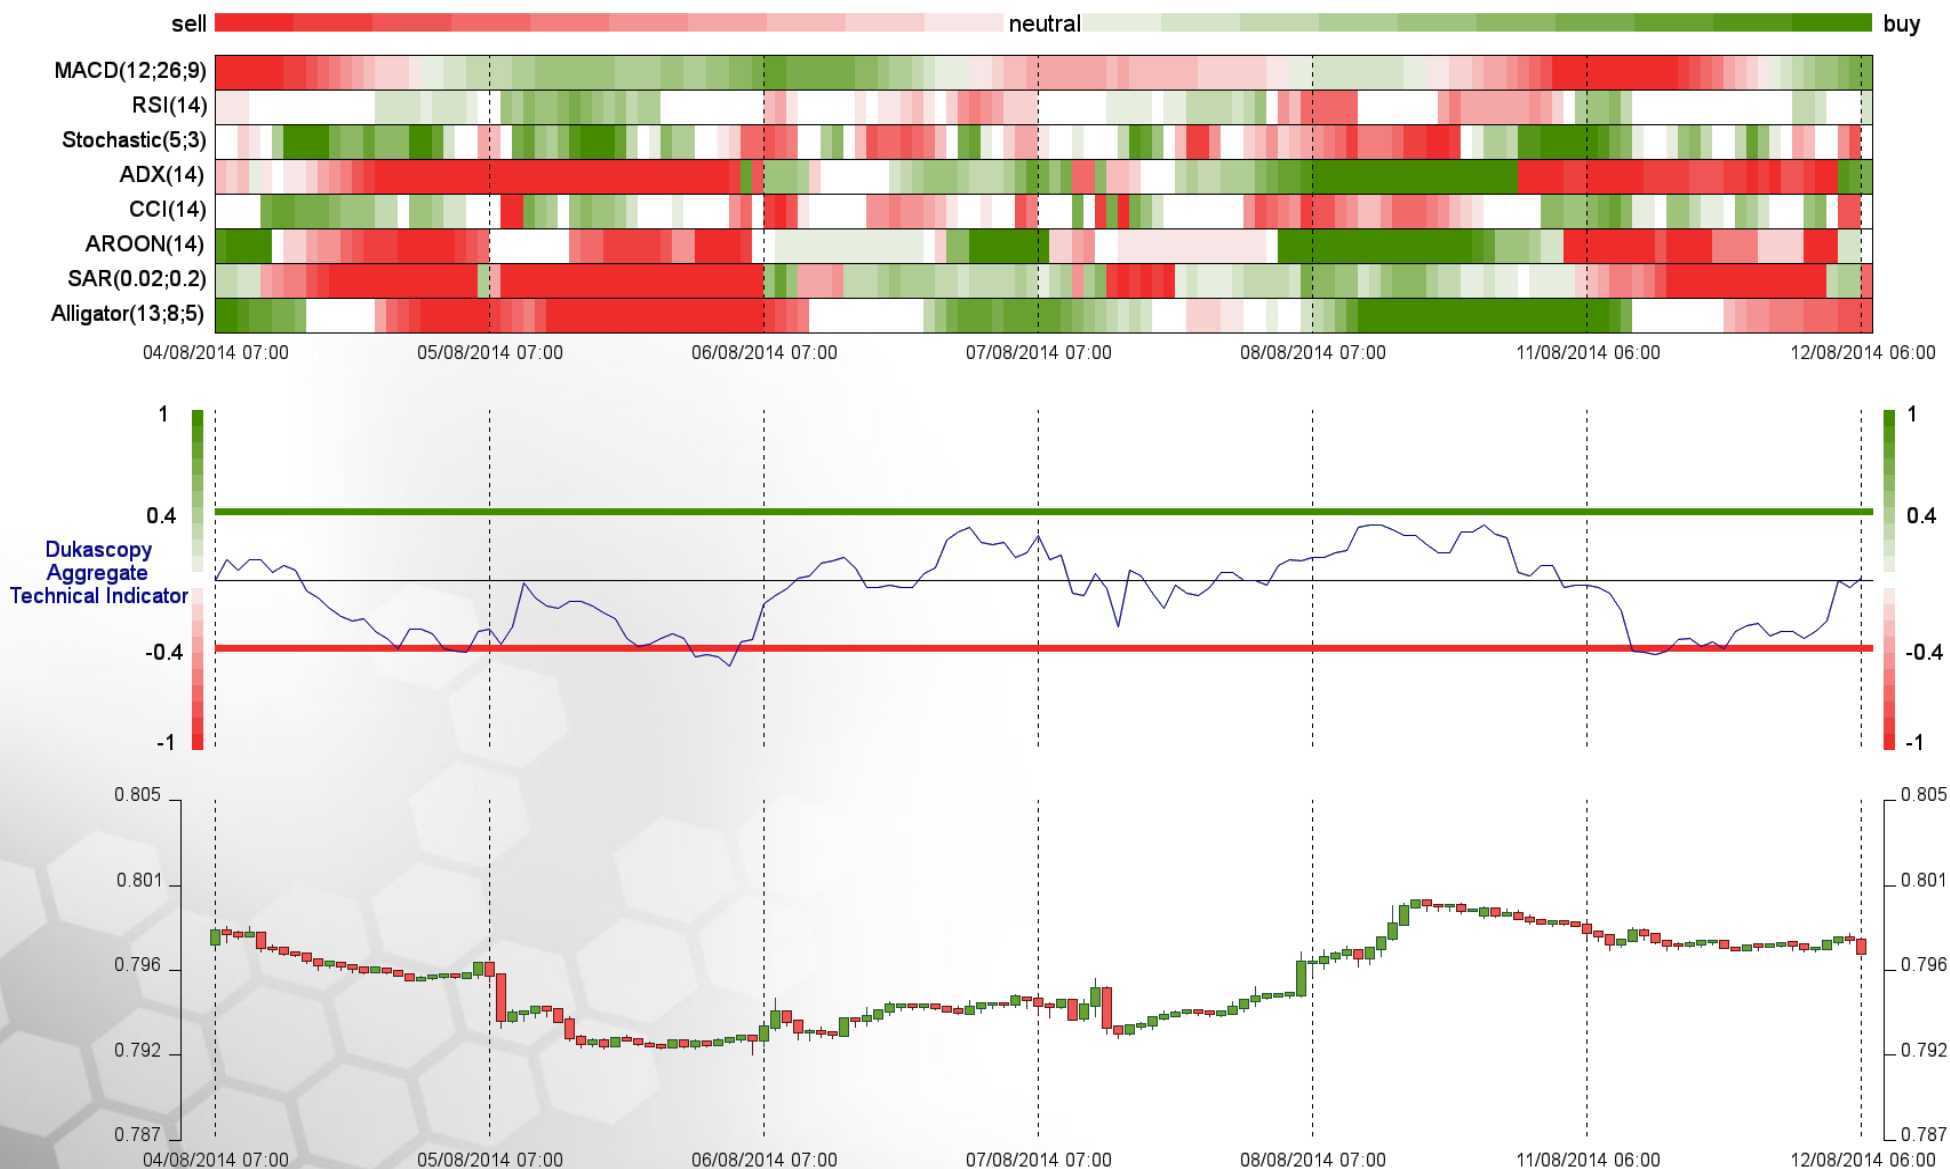 sell neutral buy
MACD(12;26;9)
RSI(14)
Stochastic(5;3)
ADX(14)
CCI(14)
AROON(14)
SAR(0.02;0.2)
Alligator(13;8;5)
04/08/2014 07:00 05/08/2014 07:00 06/08/2014 07:00 07/08/2014 07:00 08/08/2014 07:00 11/08/2014 06:00 12/08/2014 06:00
1 1
0.4 0.4
Dukascopy
Aggregate
Technical Indicator
-0.4 -0.4
-1 -1
0.805 0.805
0.801 0.801
0.796 0.796
0.792 0.792
0.787 0.787
04/08/2014 07:00 05/08/2014 07:00 06/08/2014 07:00 07/08/2014 07:00 08/08/2014 07:00 11/08/2014 06:00 12/08/2014 06:00